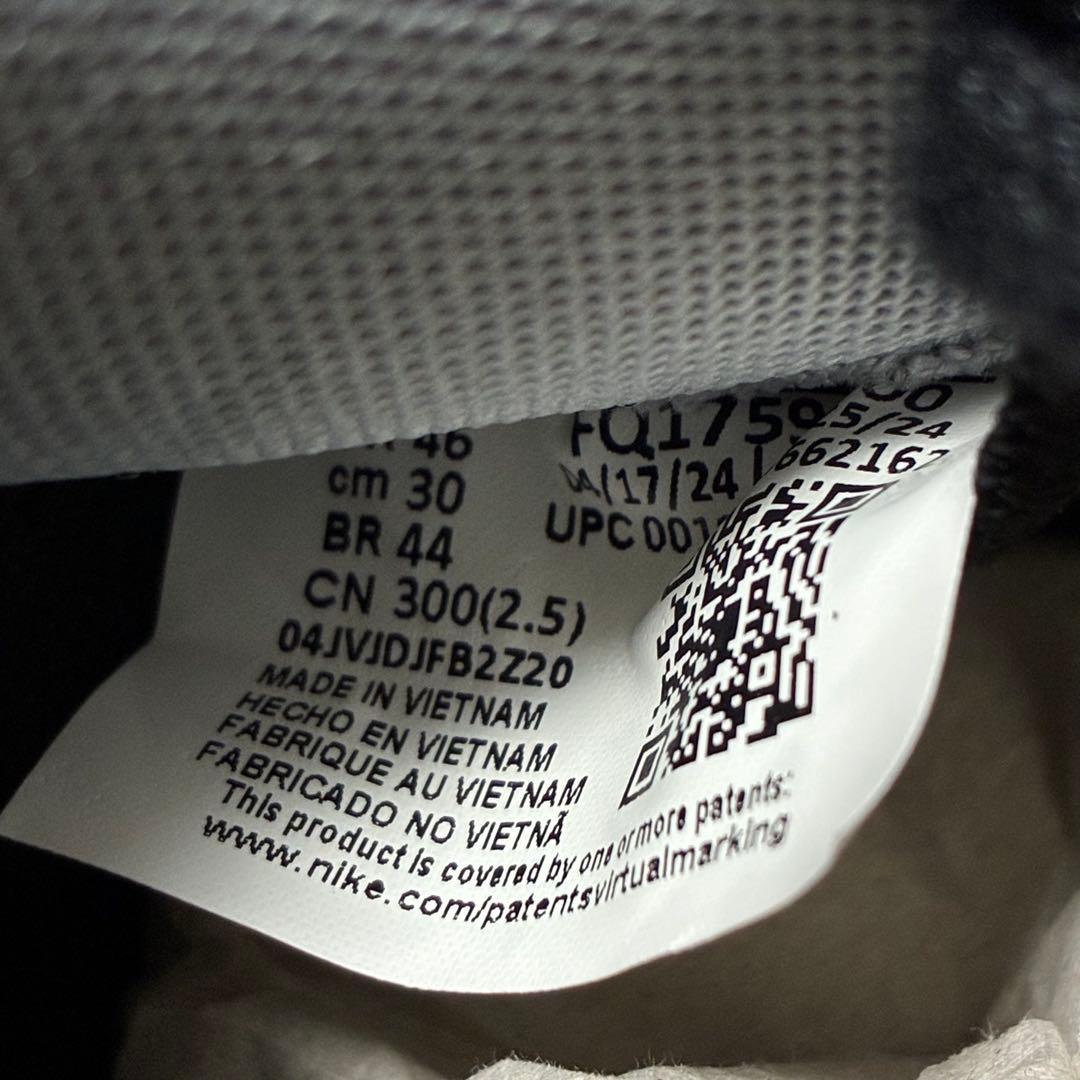 46
cm 30
BR 44
CN 300(2.5)
04JVJDJFB2Z20
MADE IN VIETNAM
HECHO EN VIETNAM
FABRIQUE AU VIETNAM
FABRICADO NO VIETNÃ
This product is covered by one or more patents:
www.nike.com/patentsvirtualmarking
FQ175
04/17/24
5/24
UPC 001